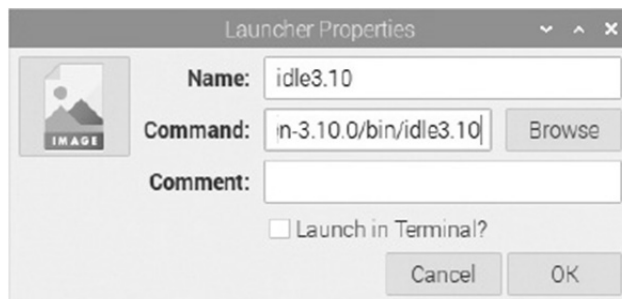 Launcher Properties
IMAGE
Name: idle3.10
Command: n-3.10.0/bin/idle3.10 Browse
Comment:
Launch in Terminal?
Cancel OK